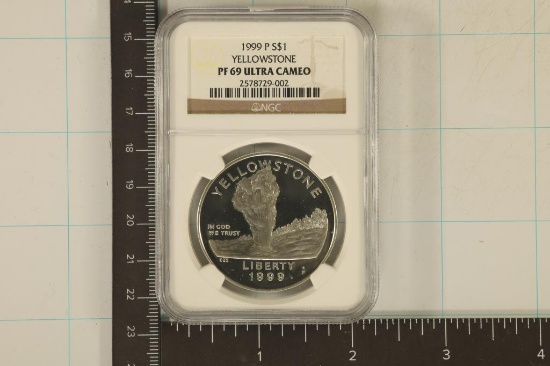 1999 P S$1
YELLOWSTONE
PF 69 ULTRA CAMEO
2578729-002
NGC
YELLOWSTONE
IN GOD
WE TRUST
LIBERTY
1999
P
15
16
17
18
19
20
21
22
23
1
2
3
4